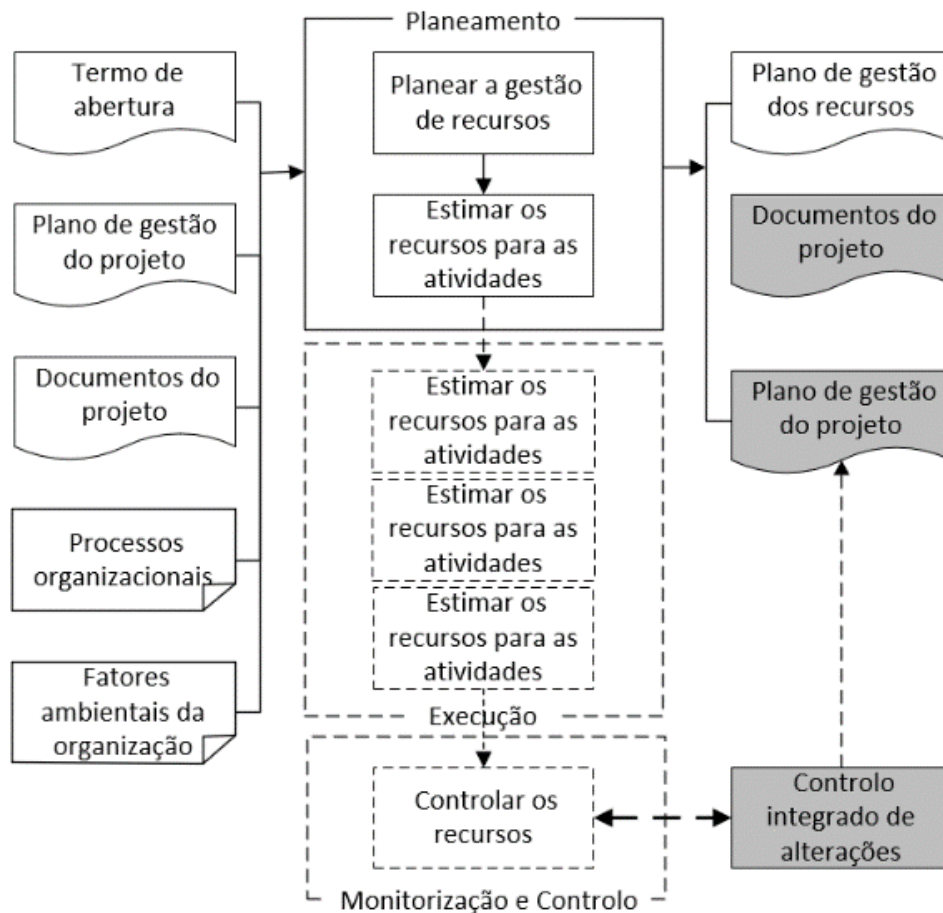 Planeamento
Termo de
abertura
Plano de gestão
do projeto
Documentos do
projeto
Processos
organizacionais
Fatores
ambientais da
organização
Planear a gestão
de recursos
Estimar os
recursos para as
atividades
Estimar os
recursos para as
atividades
Estimar os
recursos para as
atividades
Estimar os
recursos para as
atividades
Execução
Controlar os
recursos
Monitorização e Controlo
Plano de gestão
dos recursos
Documentos do
projeto
Plano de gestão
do projeto
Controlo
integrado de
alterações